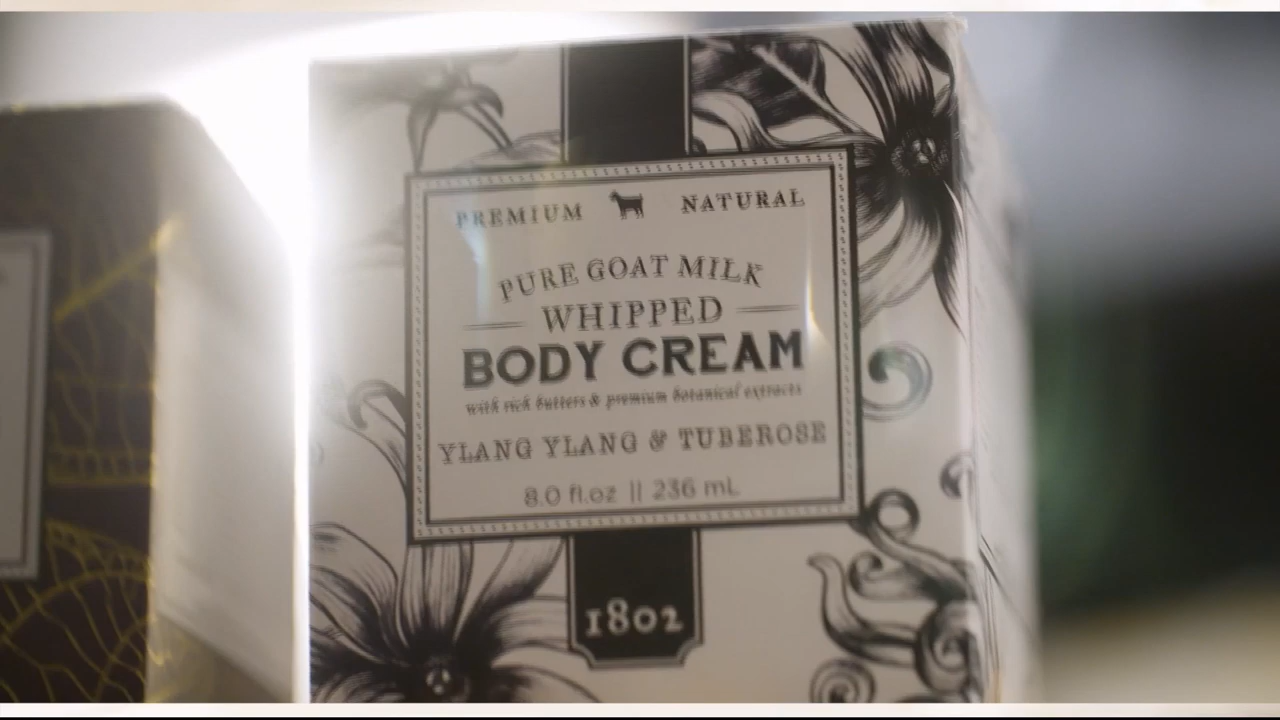 PREMIUM NATURAL
PURE GOAT MILK
WHIPPED
BODY CREAM
with rich butters & premium botanical extracts
YLANG YLANG & TUBEROSE
8.0 fl.oz || 236 mL
1802